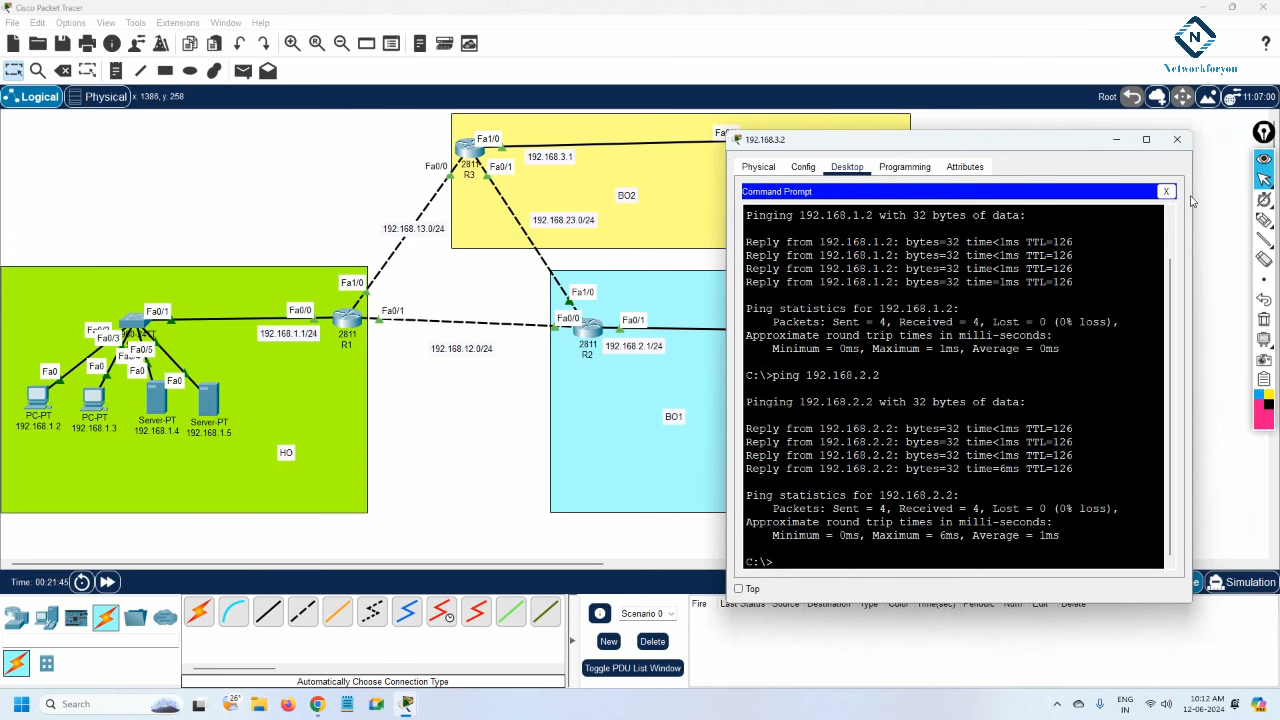 Cisco Packet Tracer
File Edit Options View Tools Extensions Window Help
N
Networkforyou
Logical Physical x: 1386, y: 258
Root 11:07:00
Fa1/0
2811
R3
Fa0/0
Fa0/1
192.168.3.1
BO2
192.168.13.0/24
192.168.23.0/24
Fa1/0
Fa0/0
192.168.1.1/24
2811
R1
Fa0/1
192.168.12.0/24
Fa1/0
Fa0/0
2811
R2
Fa0/1
192.168.2.1/24
BO1
Fa0/1
Fa0/3
Fa0/5
Fa0
Fa0
Fa0
Fa0
PC-PT
192.168.1.2
PC-PT
192.168.1.3
Server-PT
192.168.1.4
Server-PT
192.168.1.5
HO
192.168.3.2
Physical Config Desktop Programming Attributes
Command Prompt X
Pinging 192.168.1.2 with 32 bytes of data:
Reply from 192.168.1.2: bytes=32 time<1ms TTL=126
Reply from 192.168.1.2: bytes=32 time<1ms TTL=126
Reply from 192.168.1.2: bytes=32 time<1ms TTL=126
Reply from 192.168.1.2: bytes=32 time=1ms TTL=126
Ping statistics for 192.168.1.2:
Packets: Sent = 4, Received = 4, Lost = 0 (0% loss),
Approximate round trip times in milli-seconds:
Minimum = 0ms, Maximum = 1ms, Average = 0ms
C:\>ping 192.168.2.2
Pinging 192.168.2.2 with 32 bytes of data:
Reply from 192.168.2.2: bytes=32 time<1ms TTL=126
Reply from 192.168.2.2: bytes=32 time<1ms TTL=126
Reply from 192.168.2.2: bytes=32 time<1ms TTL=126
Reply from 192.168.2.2: bytes=32 time=6ms TTL=126
Ping statistics for 192.168.2.2:
Packets: Sent = 4, Received = 4, Lost = 0 (0% loss),
Approximate round trip times in milli-seconds:
Minimum = 0ms, Maximum = 6ms, Average = 1ms
C:\>
Top
Time: 00:21:45
Simulation
Scenario 0
New Delete
Toggle PDU List Window
Fire Last Status Source Destination Type Color Time(sec) Periodic Num Edit Delete
Automatically Choose Connection Type
Search
26°
ENG
IN
10:12 AM
12-06-2024